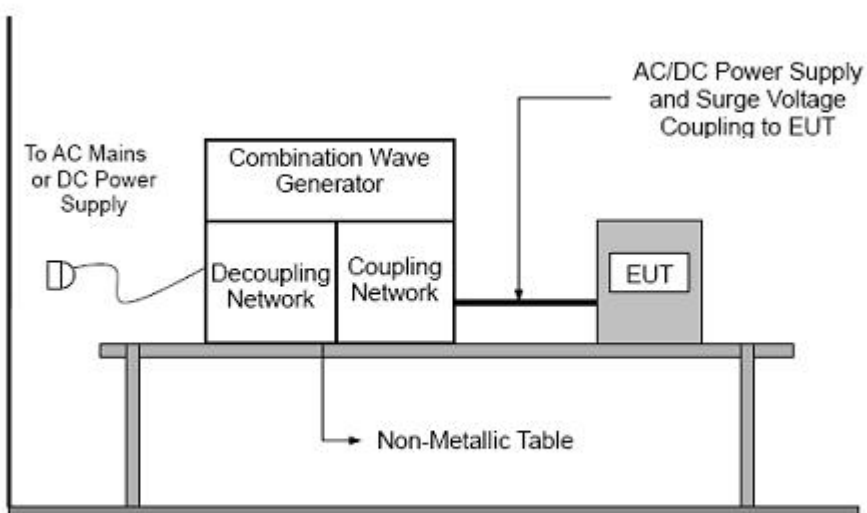 AC/DC Power Supply
and Surge Voltage
Coupling to EUT
To AC Mains
or DC Power
Supply
Combination Wave
Generator
Decoupling
Network
Coupling
Network
EUT
Non-Metallic Table